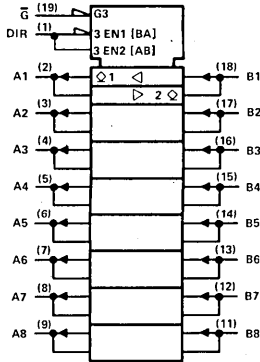 G (19) G3
DIR (1) 3 EN1 [BA]
3 EN2 [AB]
A1 (2) ◇1 ◁ (18) B1
▷ 2 ◇
A2 (3) (17) B2
A3 (4) (16) B3
A4 (5) (15) B4
A5 (6) (14) B5
A6 (7) (13) B6
A7 (8) (12) B7
A8 (9) (11) B8